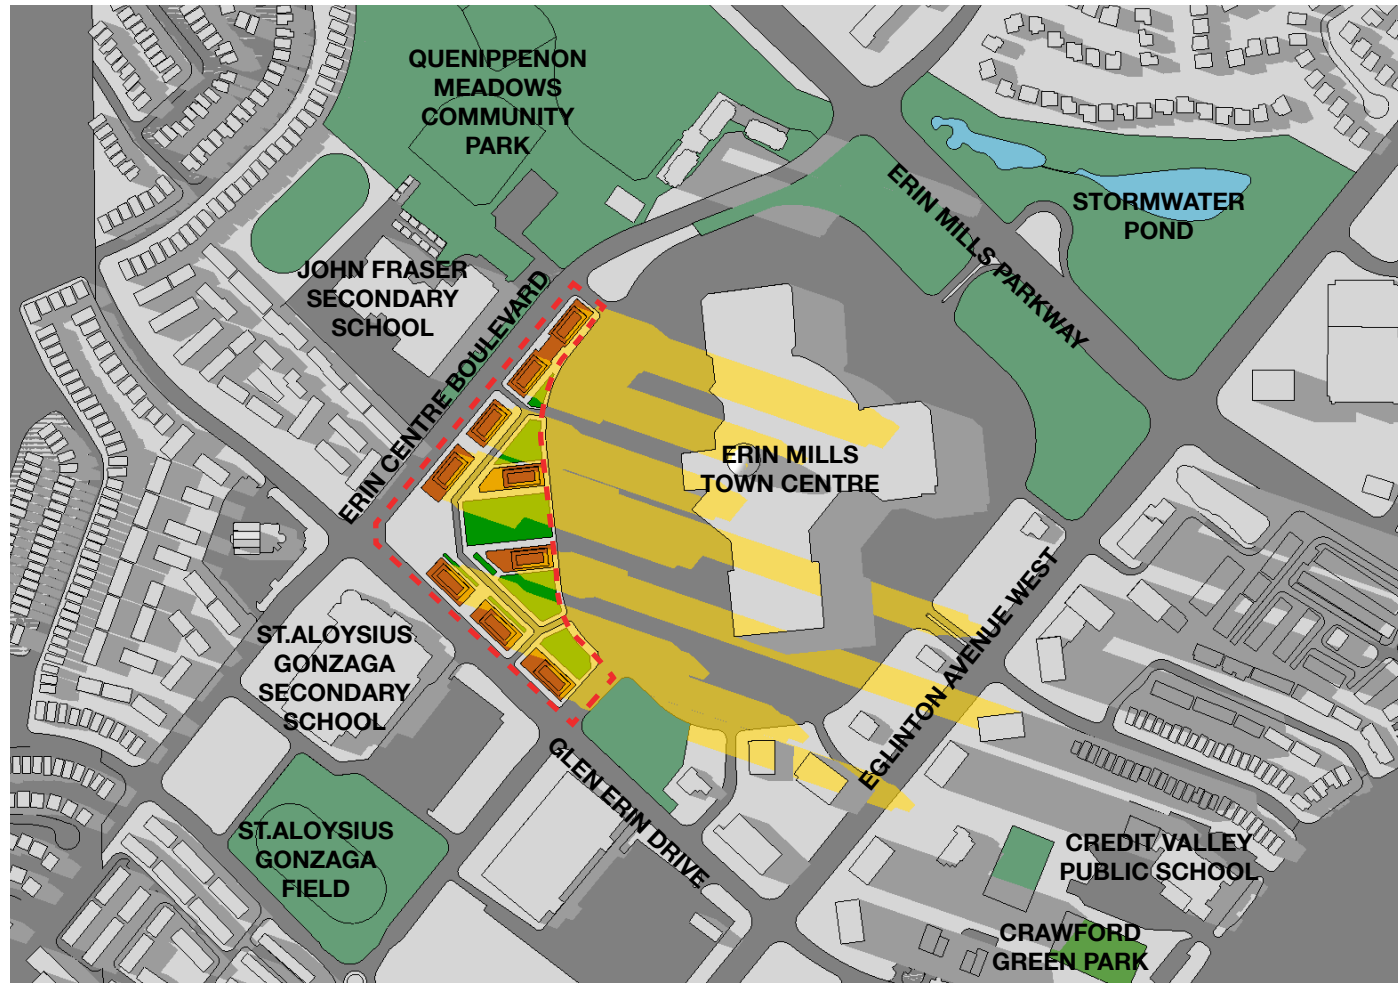 QUENIPPENON
MEADOWS
COMMUNITY
PARK
ERIN MILLS PARKWAY
STORMWATER
POND
JOHN FRASER
SECONDARY
SCHOOL
ERIN CENTRE BOULEVARD
ERIN MILLS
TOWN CENTRE
ST.ALOYSIUS
GONZAGA
SECONDARY
SCHOOL
EGLINTON AVENUE WEST
GLEN ERIN DRIVE
ST.ALOYSIUS
GONZAGA
FIELD
CREDIT VALLEY
PUBLIC SCHOOL
CRAWFORD
GREEN PARK